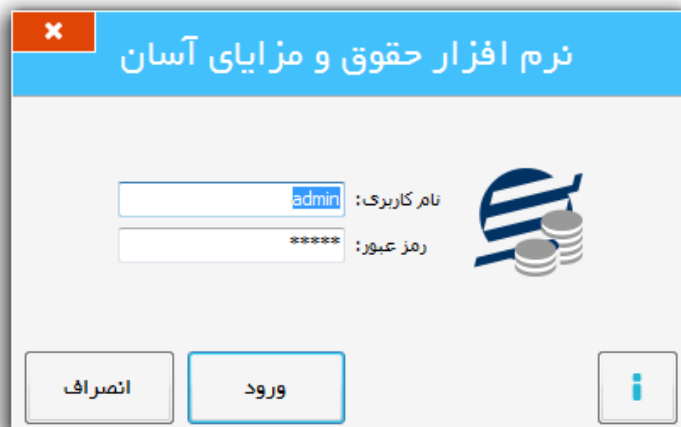 نرم افزار حقوق و مزایای آسان
نام کاربری: admin
رمز عبور: *****
ورود
انصراف